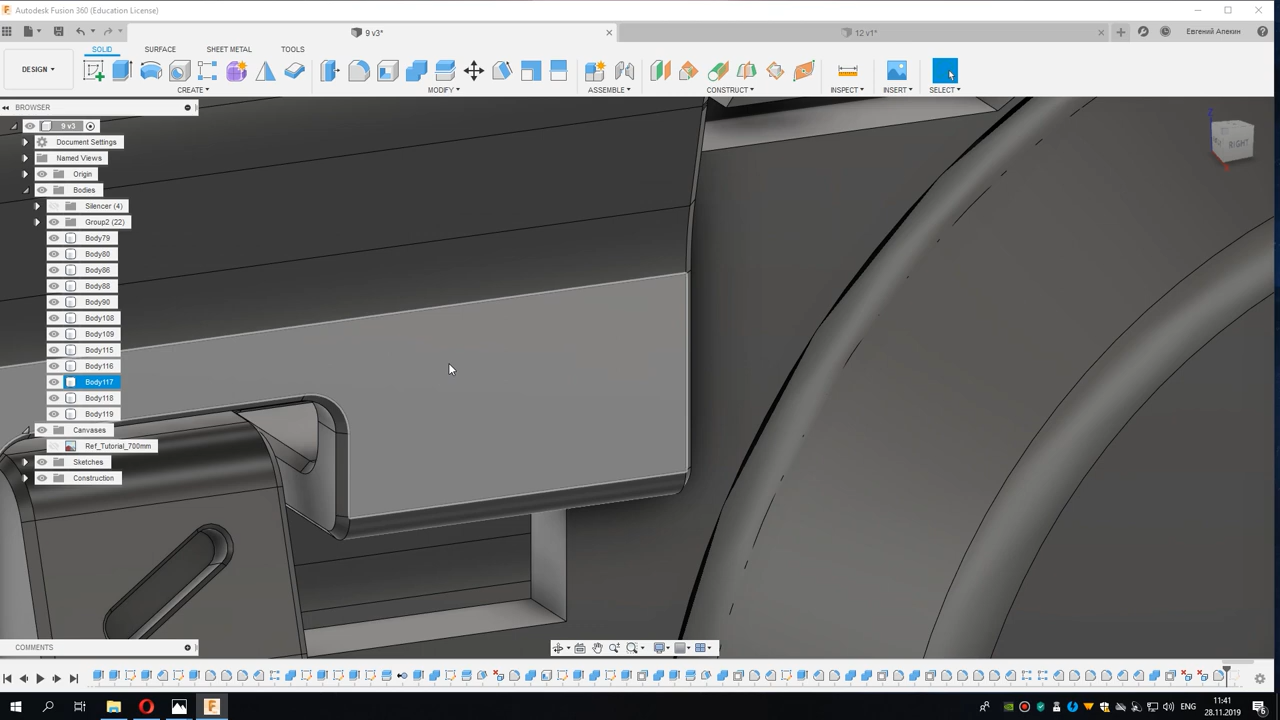 Autodesk Fusion 360 (Education License)
9 v3*
12 v1*
Евгений Апекин
DESIGN
SOLID
SURFACE
SHEET METAL
TOOLS
CREATE
MODIFY
ASSEMBLE
CONSTRUCT
INSPECT
INSERT
SELECT
BROWSER
9 v3
Document Settings
Named Views
Origin
Bodies
Silencer (4)
Group2 (22)
Body79
Body80
Body86
Body88
Body90
Body108
Body109
Body115
Body116
Body117
Body118
Body119
Canvases
Ref_Tutorial_700mm
Sketches
Construction
Z
RIGHT
COMMENTS
ENG
11:41
28.11.2019
6